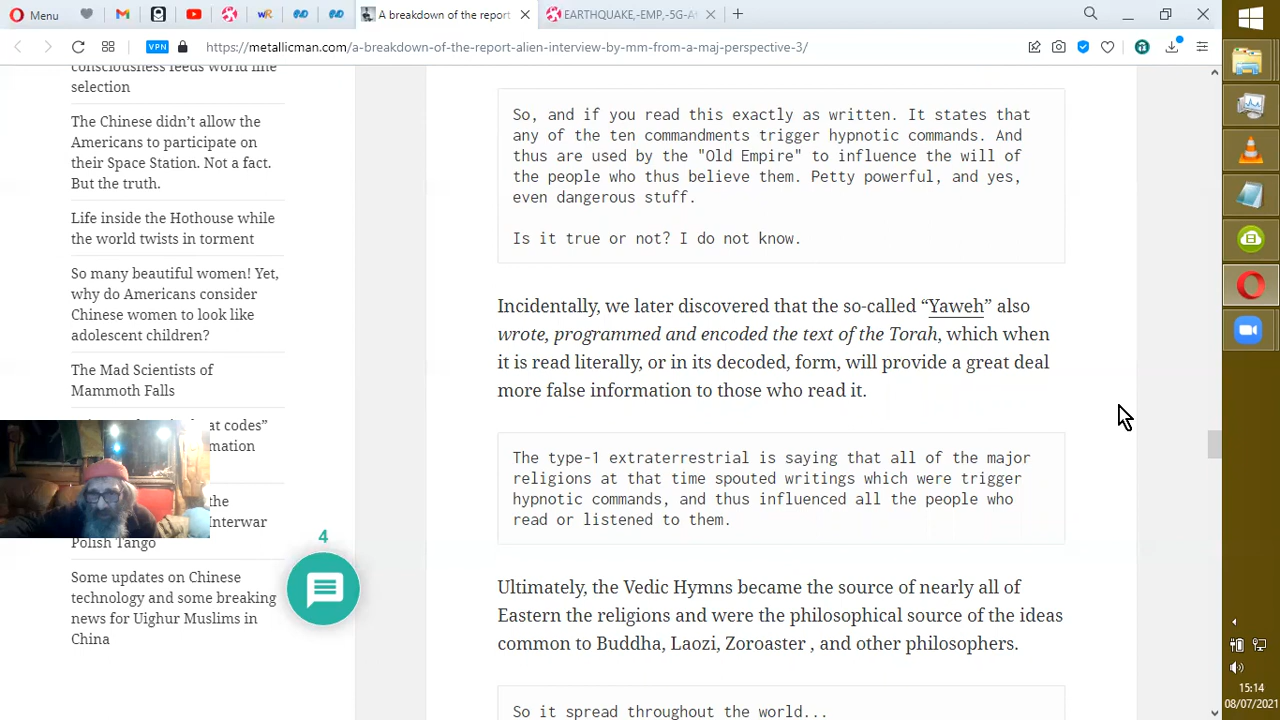 Menu
A breakdown of the report
EARTHQUAKE,-EMP,-5G-A
VPN
https://metallicman.com/a-breakdown-of-the-report-alien-interview-by-mm-from-a-maj-perspective-3/
consciousness feeds world line
selection
The Chinese didn’t allow the
Americans to participate on
their Space Station. Not a fact.
But the truth.
Life inside the Hothouse while
the world twists in torment
So many beautiful women! Yet,
why do Americans consider
Chinese women to look like
adolescent children?
The Mad Scientists of
Mammoth Falls
at codes”
mation
the
Interwar
Polish Tango
Some updates on Chinese
technology and some breaking
news for Uighur Muslims in
China
4
So, and if you read this exactly as written. It states that
any of the ten commandments trigger hypnotic commands. And
thus are used by the "Old Empire" to influence the will of
the people who thus believe them. Petty powerful, and yes,
even dangerous stuff.
Is it true or not? I do not know.
Incidentally, we later discovered that the so-called “Yaweh” also
wrote, programmed and encoded the text of the Torah, which when
it is read literally, or in its decoded, form, will provide a great deal
more false information to those who read it.
The type-1 extraterrestrial is saying that all of the major
religions at that time spouted writings which were trigger
hypnotic commands, and thus influenced all the people who
read or listened to them.
Ultimately, the Vedic Hymns became the source of nearly all of
Eastern the religions and were the philosophical source of the ideas
common to Buddha, Laozi, Zoroaster , and other philosophers.
So it spread throughout the world...
15:14
08/07/2021